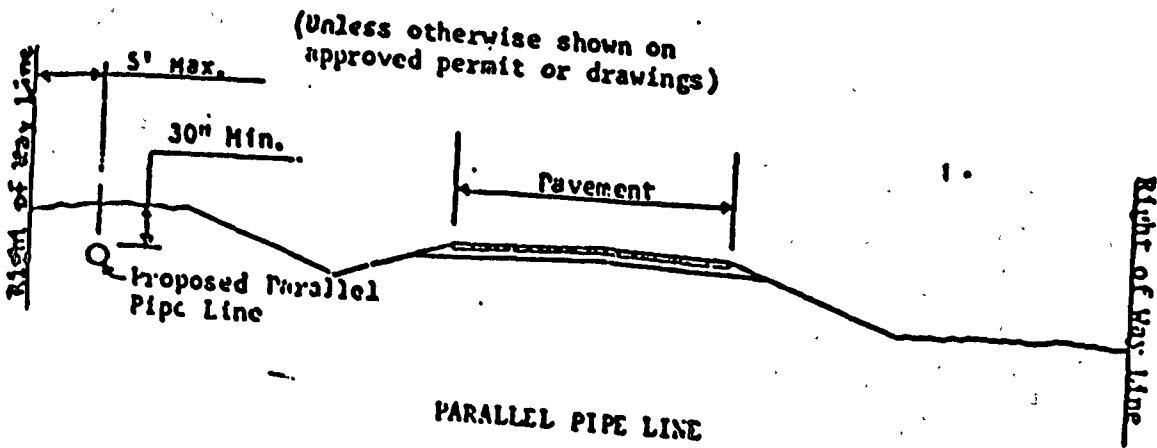 (Unless otherwise shown on
approved permit or drawings)
5' Max.
30" Min.
Pavement
1.
Right of Way Line
Right of Way Line
Proposed Parallel
Pipe Line
PARALLEL PIPE LINE